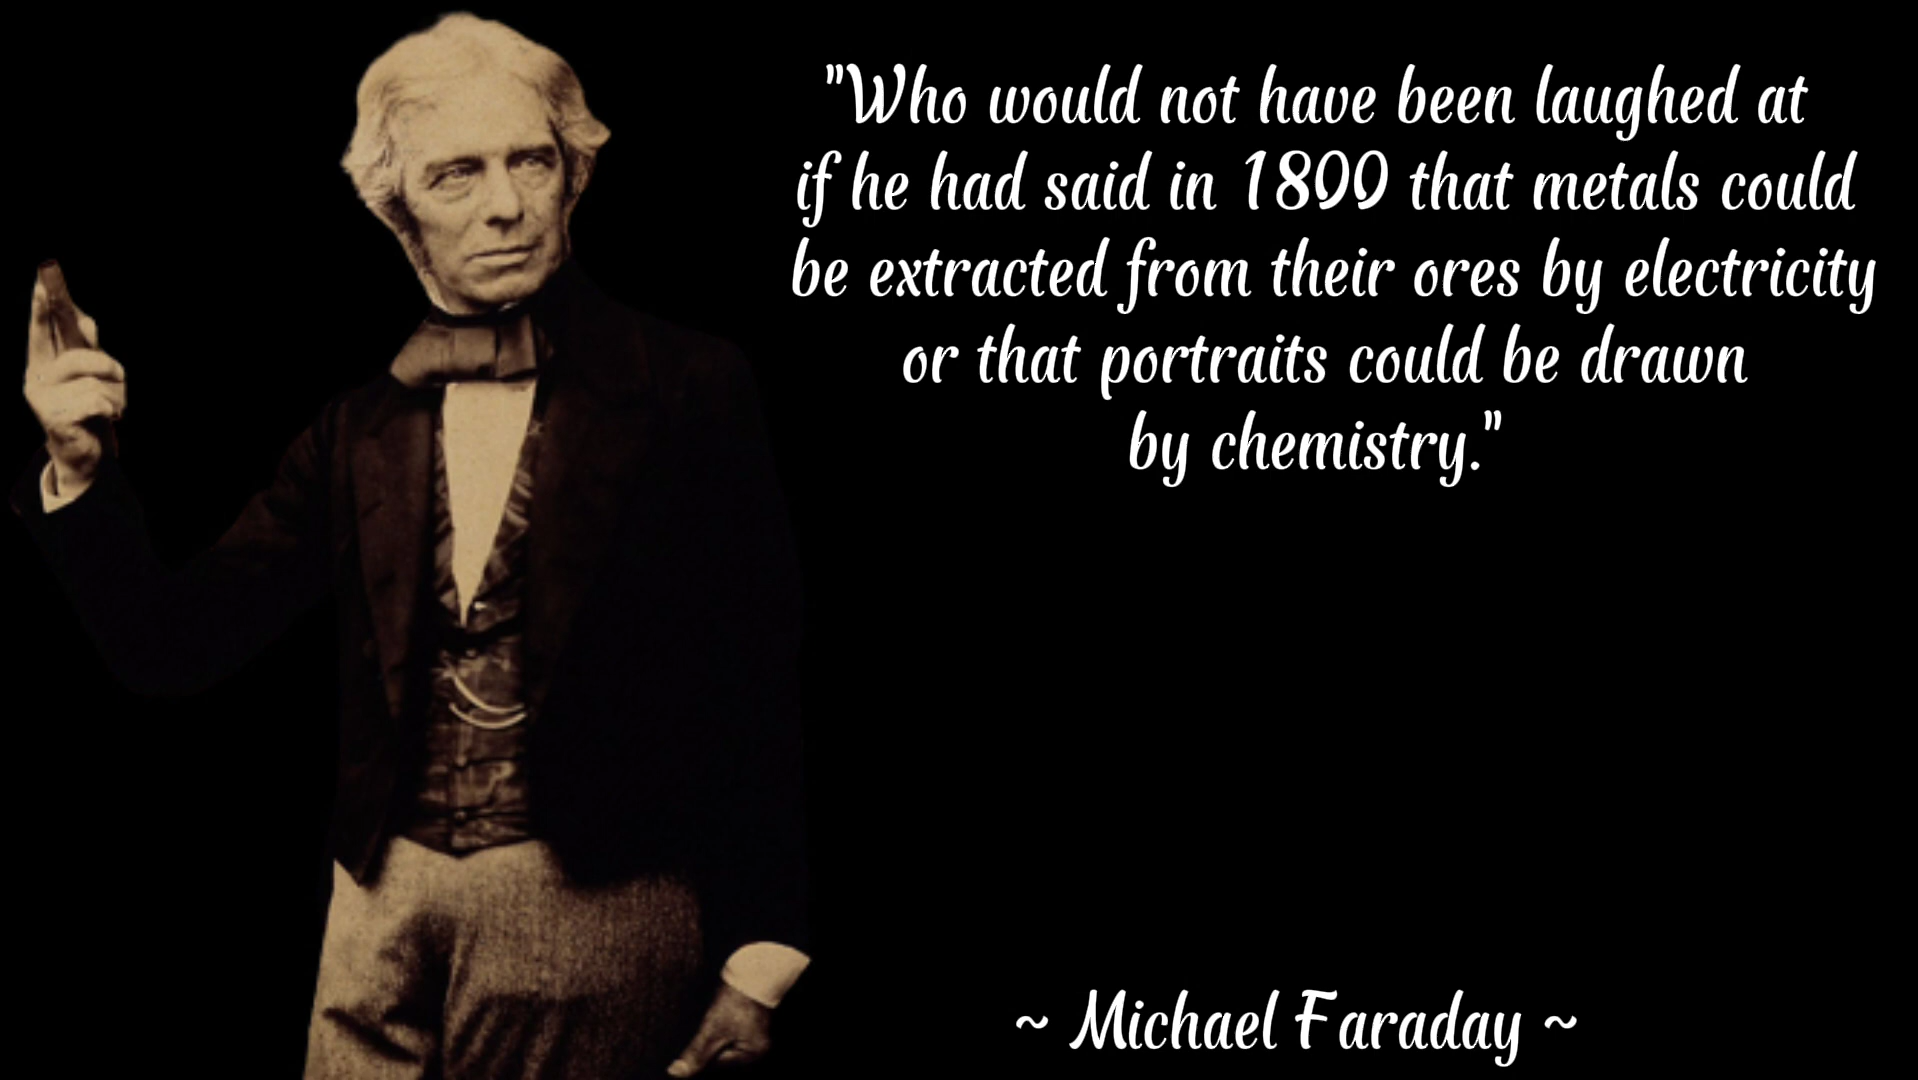 "Who would not have been laughed at
if he had said in 1800 that metals could
be extracted from their ores by electricity
or that portraits could be drawn
by chemistry."
~ Michael Faraday ~